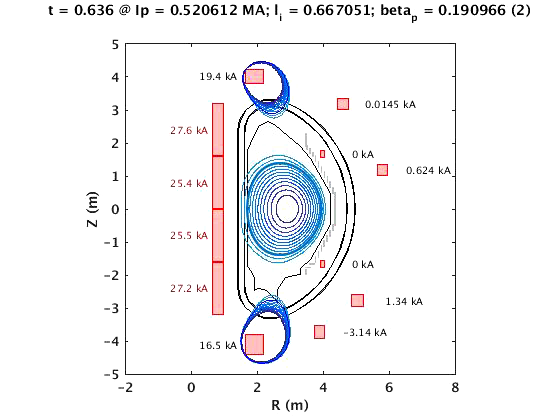 t = 0.636 @ Ip = 0.520612 MA; l_i = 0.667051; beta_p = 0.190966 (2)
5
4
3
2
1
0
-1
-2
-3
-4
-5
Z (m)
19.4 kA
0.0145 kA
27.6 kA
0 kA
0.624 kA
25.4 kA
25.5 kA
0 kA
27.2 kA
1.34 kA
-3.14 kA
16.5 kA
-2
0
2
4
6
8
R (m)